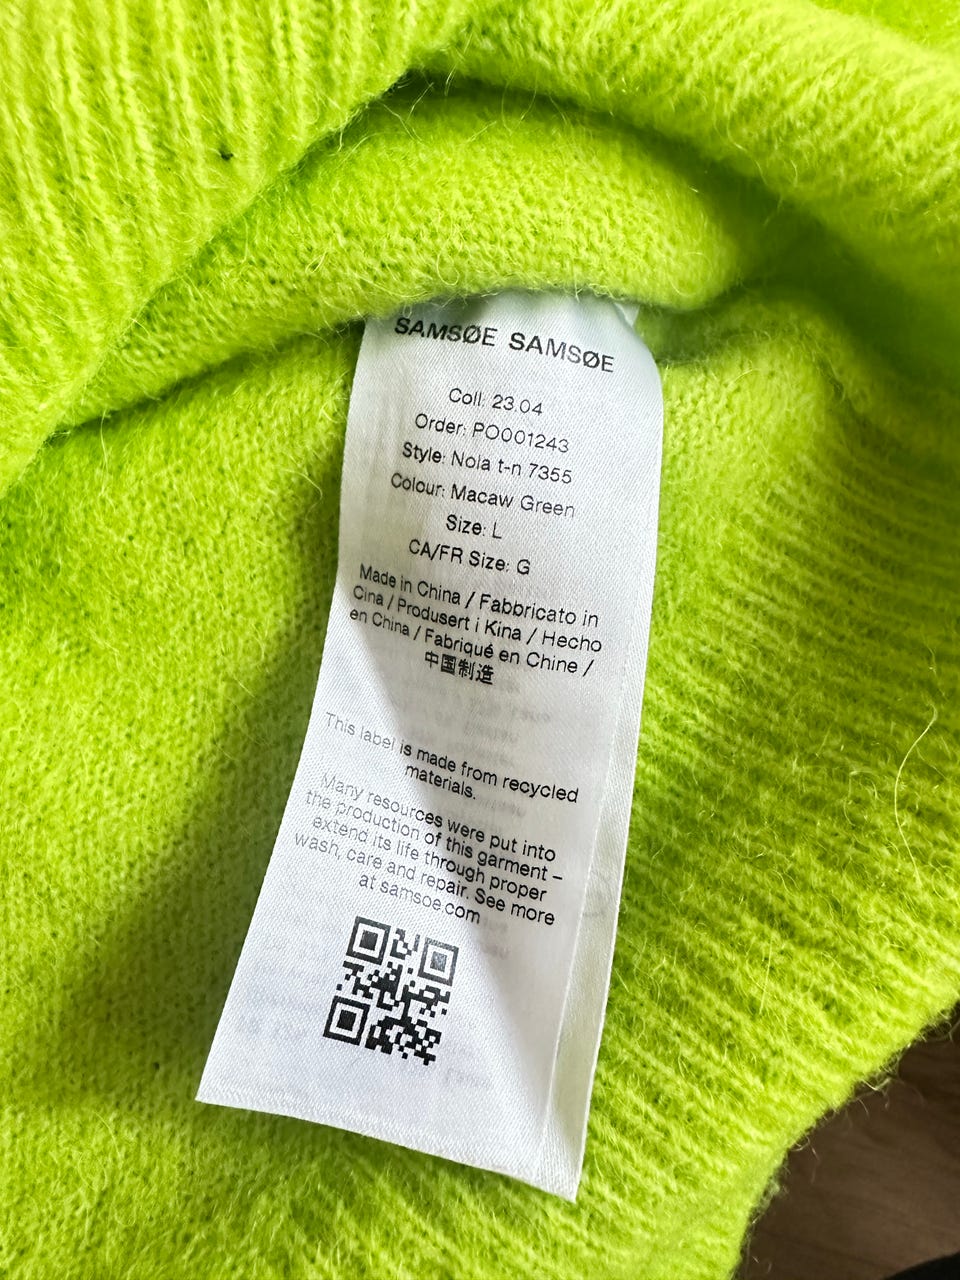 SAMSØE SAMSØE
Coll: 23.04
Order: PO001243
Style: Nola t-n 7355
Colour: Macaw Green
Size: L
CA/FR Size: G
Made in China / Fabbricato in
Cina / Produsert i Kina / Hecho
en China / Fabriqué en Chine /
中国制造
This label is made from recycled
materials.
Many resources were put into
the production of this garment –
extend its life through proper
wash, care and repair. See more
at samsoe.com